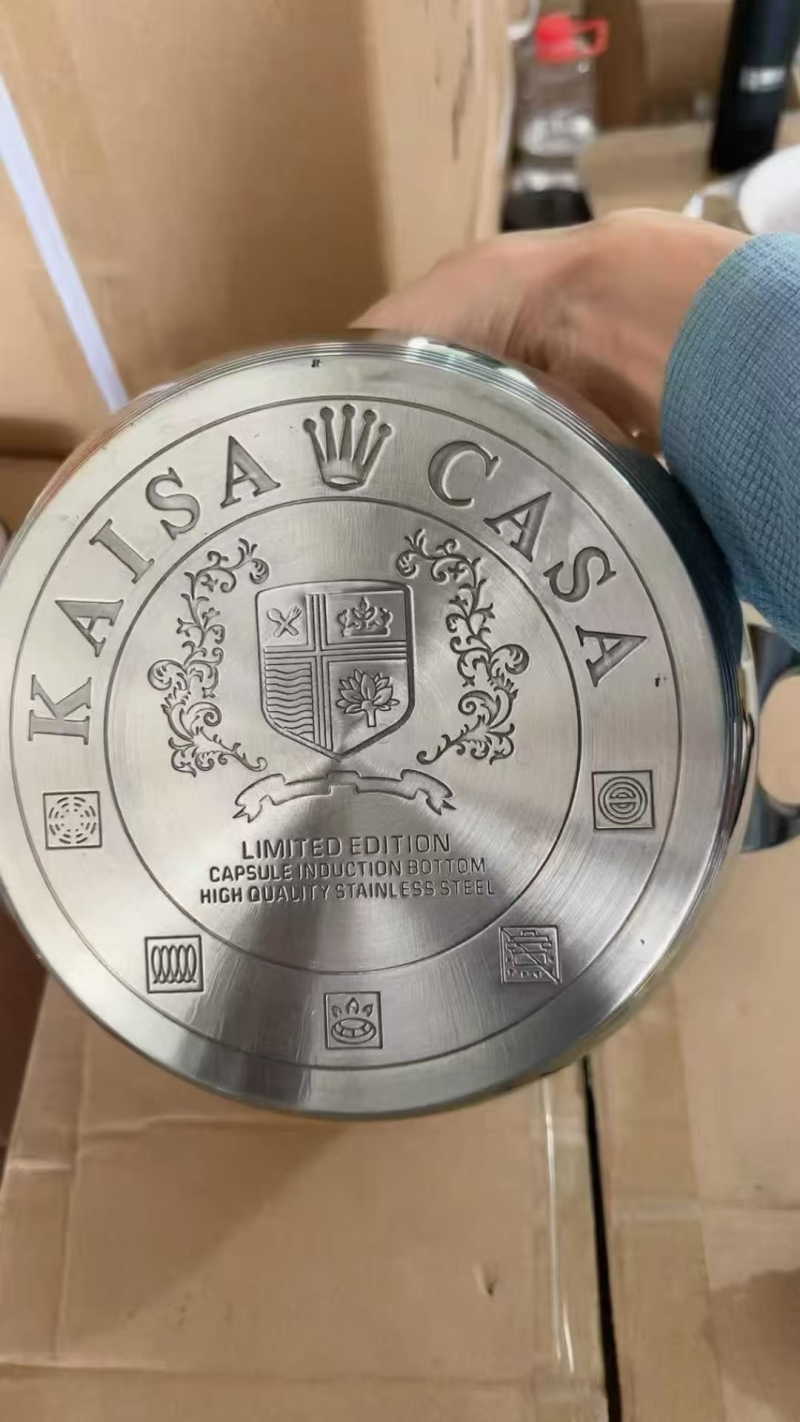 KAISA CASA
LIMITED EDITION
CAPSULE INDUCTION BOTTOM
HIGH QUALITY STAINLESS STEEL